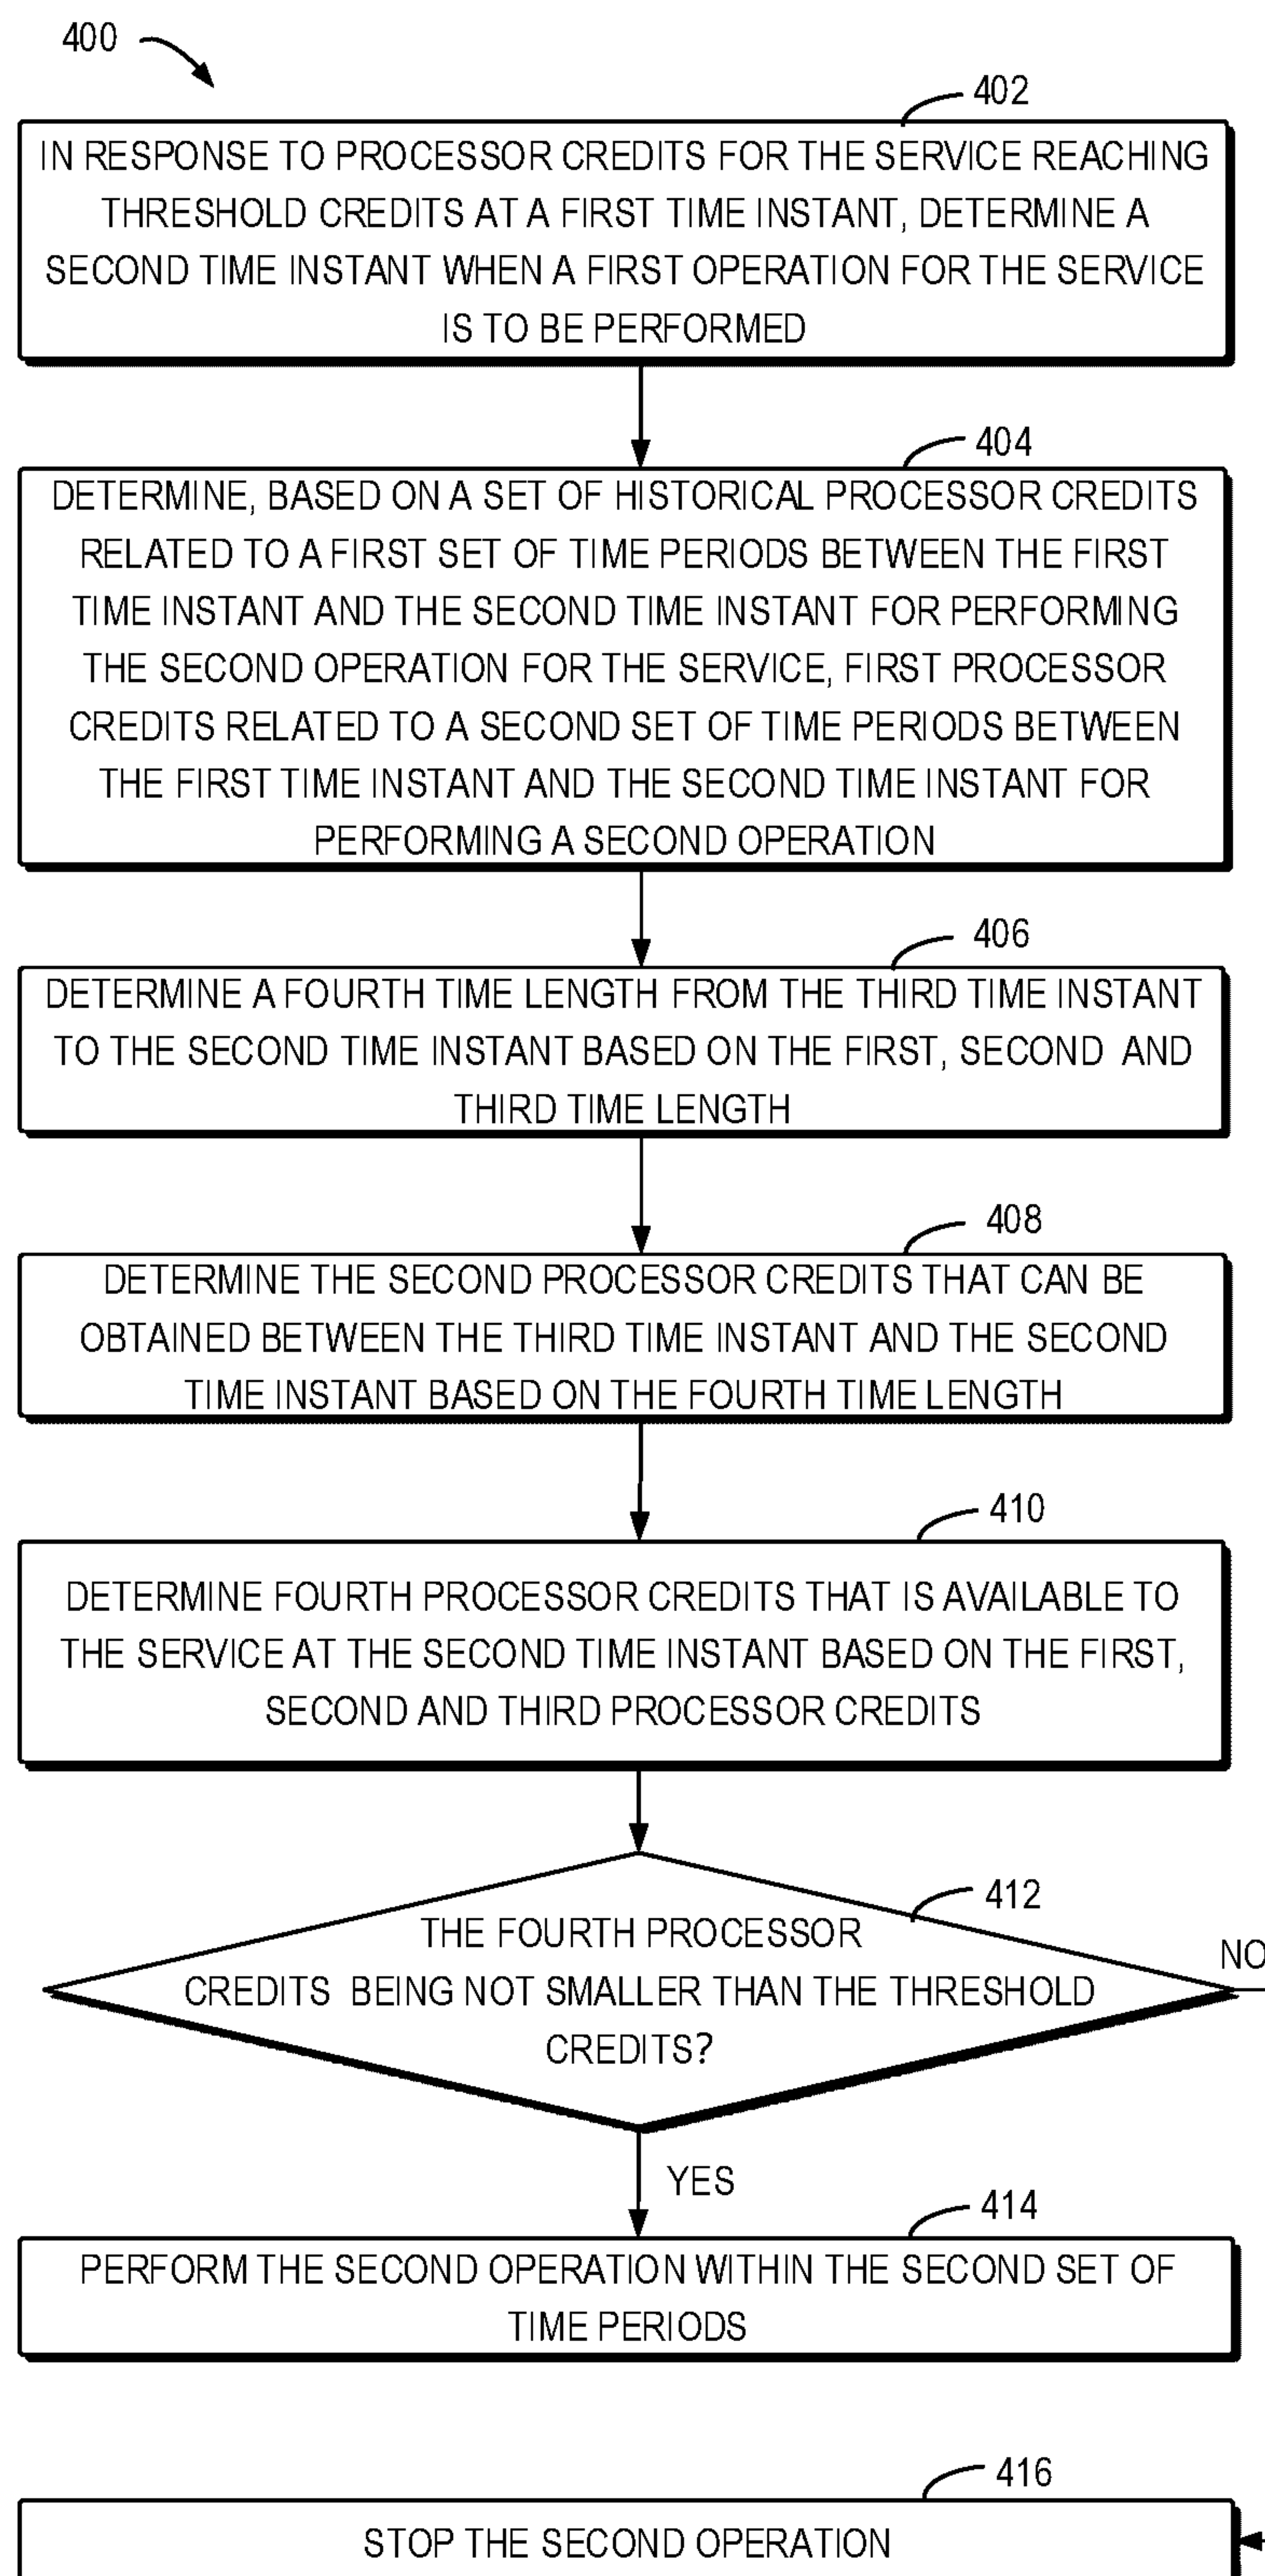 400
402
IN RESPONSE TO PROCESSOR CREDITS FOR THE SERVICE REACHING
THRESHOLD CREDITS AT A FIRST TIME INSTANT, DETERMINE A
SECOND TIME INSTANT WHEN A FIRST OPERATION FOR THE SERVICE
IS TO BE PERFORMED
404
DETERMINE, BASED ON A SET OF HISTORICAL PROCESSOR CREDITS
RELATED TO A FIRST SET OF TIME PERIODS BETWEEN THE FIRST
TIME INSTANT AND THE SECOND TIME INSTANT FOR PERFORMING
THE SECOND OPERATION FOR THE SERVICE, FIRST PROCESSOR
CREDITS RELATED TO A SECOND SET OF TIME PERIODS BETWEEN
THE FIRST TIME INSTANT AND THE SECOND TIME INSTANT FOR
PERFORMING A SECOND OPERATION
406
DETERMINE A FOURTH TIME LENGTH FROM THE THIRD TIME INSTANT
TO THE SECOND TIME INSTANT BASED ON THE FIRST, SECOND AND
THIRD TIME LENGTH
408
DETERMINE THE SECOND PROCESSOR CREDITS THAT CAN BE
OBTAINED BETWEEN THE THIRD TIME INSTANT AND THE SECOND
TIME INSTANT BASED ON THE FOURTH TIME LENGTH
410
DETERMINE FOURTH PROCESSOR CREDITS THAT IS AVAILABLE TO
THE SERVICE AT THE SECOND TIME INSTANT BASED ON THE FIRST,
SECOND AND THIRD PROCESSOR CREDITS
412
THE FOURTH PROCESSOR
CREDITS BEING NOT SMALLER THAN THE THRESHOLD
CREDITS?
NO
YES
414
PERFORM THE SECOND OPERATION WITHIN THE SECOND SET OF
TIME PERIODS
416
STOP THE SECOND OPERATION